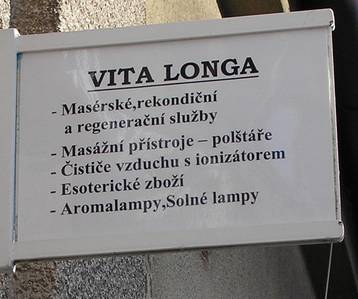 VITA LONGA
- Masérské,rekondiční
a regenerační služby
- Masážní přístroje – polštáře
- Čističe vzduchu s ionizátorem
- Esoterické zboží
- Aromalampy,Solné lampy